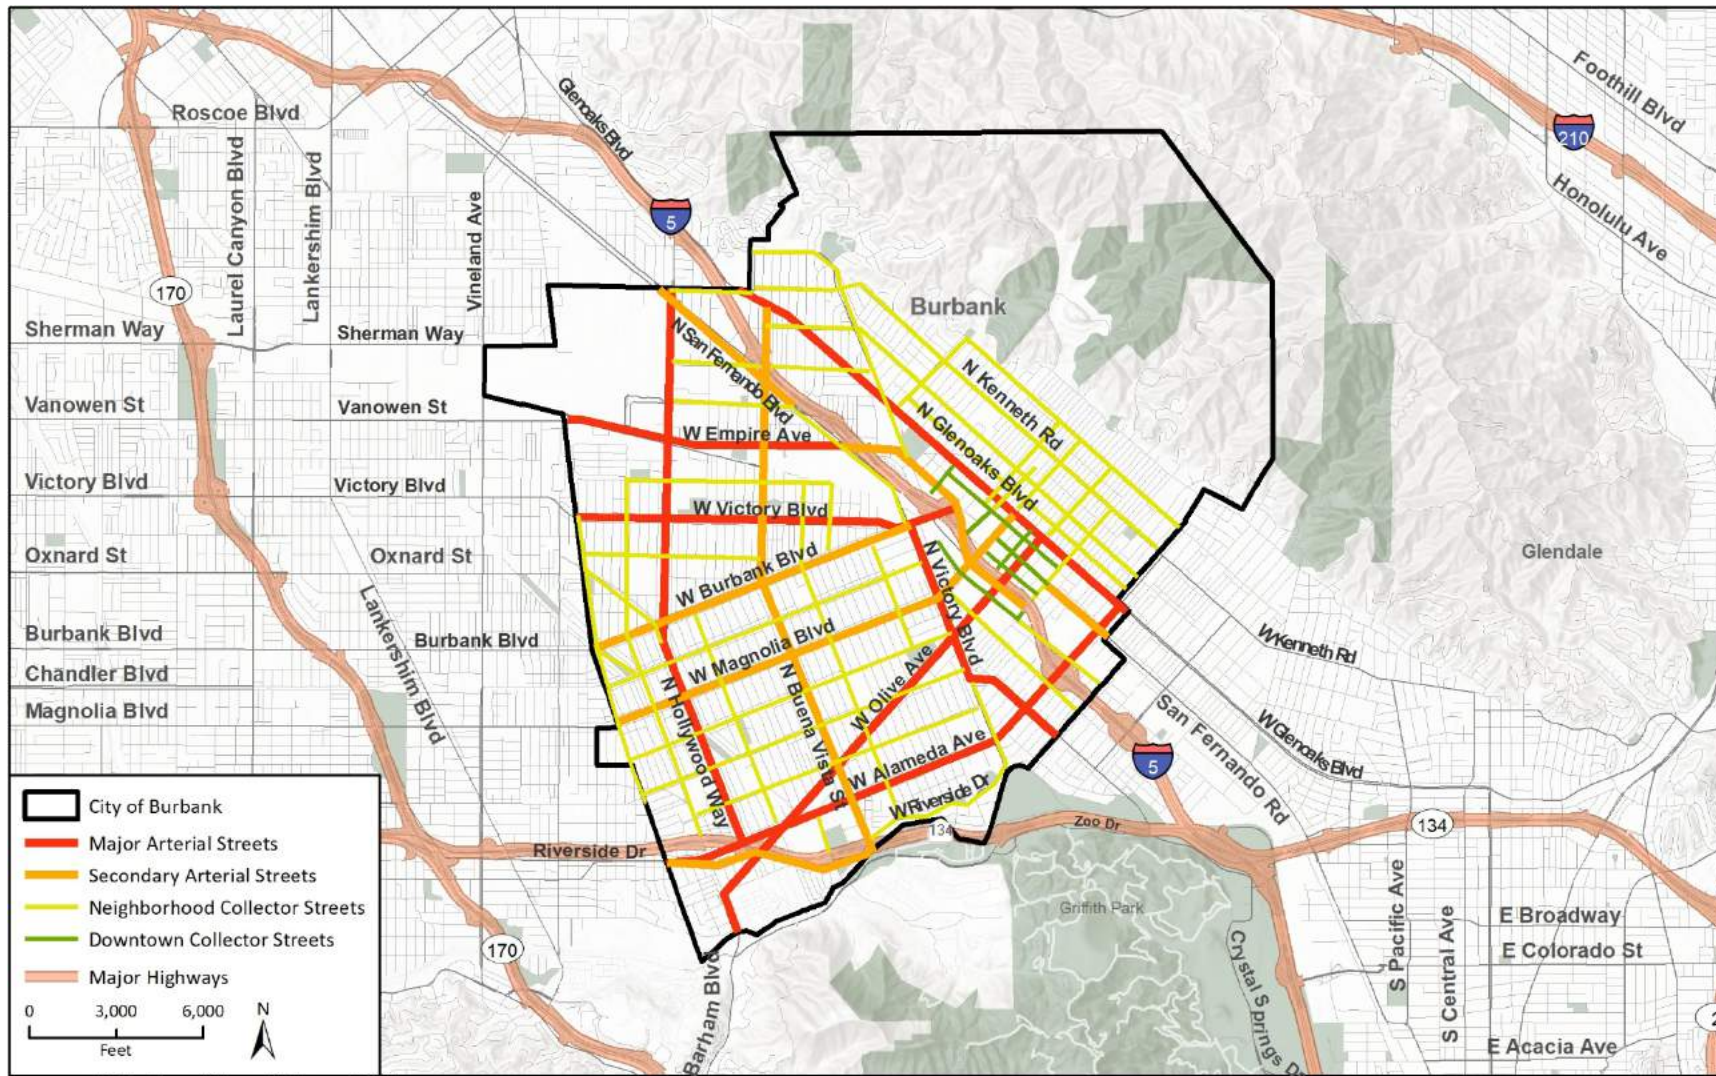 Foothill Blvd
Glenoaks Blvd
Roscoe Blvd
210
Laurel Canyon Blvd
Lankershim Blvd
Vineland Ave
Honolulu Ave
5
170
Burbank
Sherman Way
Sherman Way
N San Fernando Blvd
N Kenneth Rd
Vanowen St
Vanowen St
W Empire Ave
N Glenoaks Blvd
Victory Blvd
Victory Blvd
W Victory Blvd
Oxnard St
Oxnard St
Glendale
W Burbank Blvd
N Victory Blvd
Lankershim Blvd
Burbank Blvd
Burbank Blvd
W Magnolia Blvd
W Kenneth Rd
Chandler Blvd
Magnolia Blvd
N Hollywood Way
N Buena Vista St
W Olive Ave
San Fernando Rd
W Glenoaks Blvd
W Alameda Ave
5
W Riverside Dr
134
Zoo Dr
134
Riverside Dr
City of Burbank
Major Arterial Streets
Secondary Arterial Streets
Neighborhood Collector Streets
Downtown Collector Streets
Major Highways
0 3,000 6,000
Feet
N
170
Barham Blvd
Griffith Park
Crystal Springs D
S Pacific Ave
S Central Ave
E Broadway
E Colorado St
E Acacia Ave
2